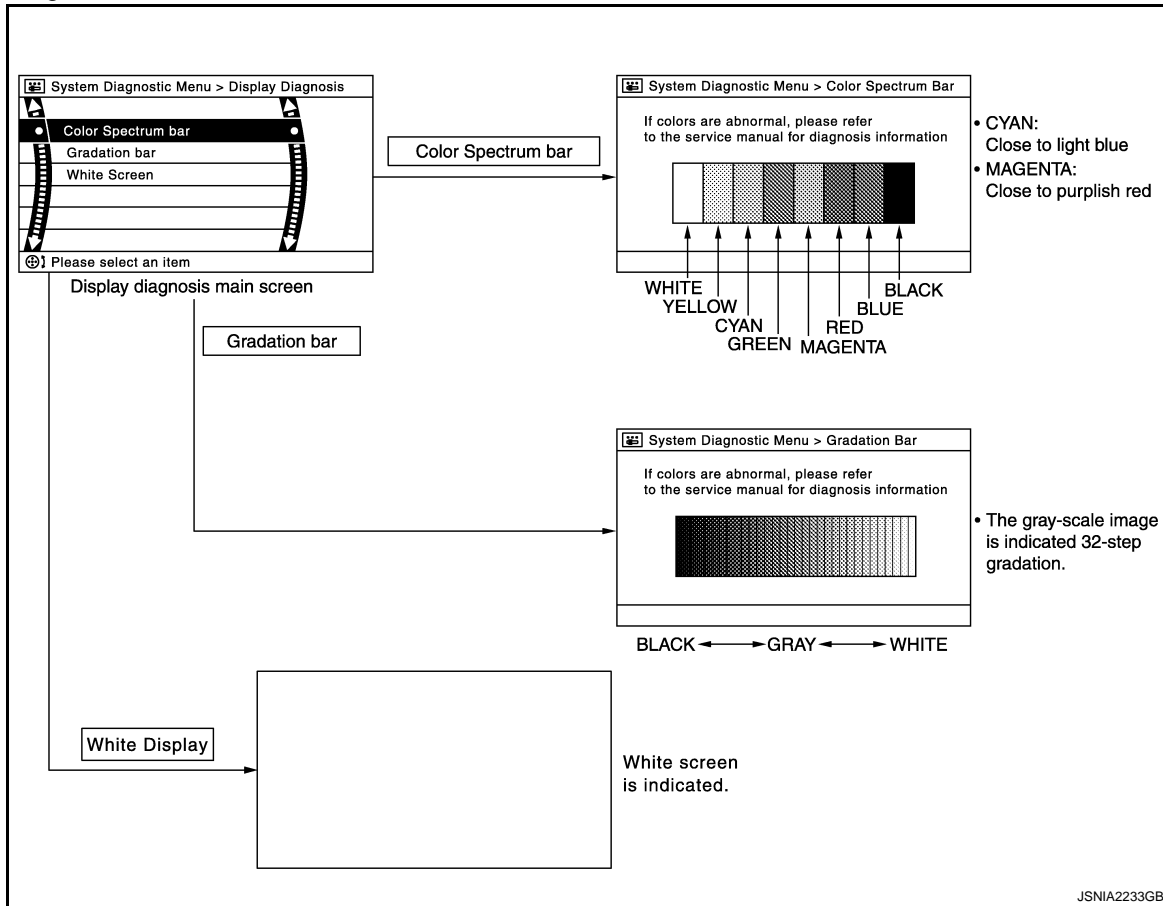 System Diagnostic Menu > Display Diagnosis
Color Spectrum bar
Gradation bar
White Screen
Please select an item
Display diagnosis main screen
Color Spectrum bar
System Diagnostic Menu > Color Spectrum Bar
If colors are abnormal, please refer
to the service manual for diagnosis information
WHITE
YELLOW
CYAN
GREEN
MAGENTA
RED
BLUE
BLACK
• CYAN:
Close to light blue
• MAGENTA:
Close to purplish red
Gradation bar
System Diagnostic Menu > Gradation Bar
If colors are abnormal, please refer
to the service manual for diagnosis information
BLACK GRAY WHITE
• The gray-scale image
is indicated 32-step
gradation.
White Display
White screen
is indicated.
JSNIA2233GB